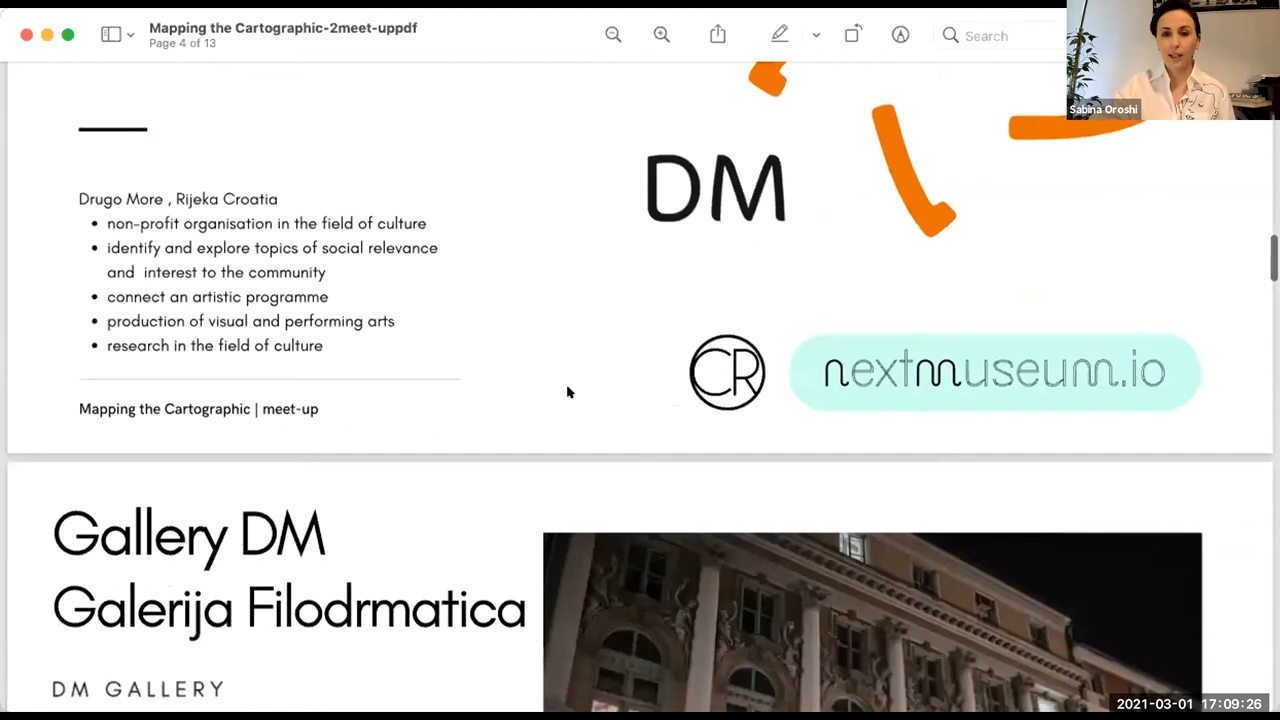 Mapping the Cartographic-2meet-uppdf
Page 4 of 13
Search
Sabina Oroshi
DM
Drugo More , Rijeka Croatia
non-profit organisation in the field of culture
identify and explore topics of social relevance
and interest to the community
connect an artistic programme
production of visual and performing arts
research in the field of culture
CR
nextmuseum.io
Mapping the Cartographic | meet-up
Gallery DM
Galerija Filodrmatica
DM GALLERY
2021-03-01 17:09:26